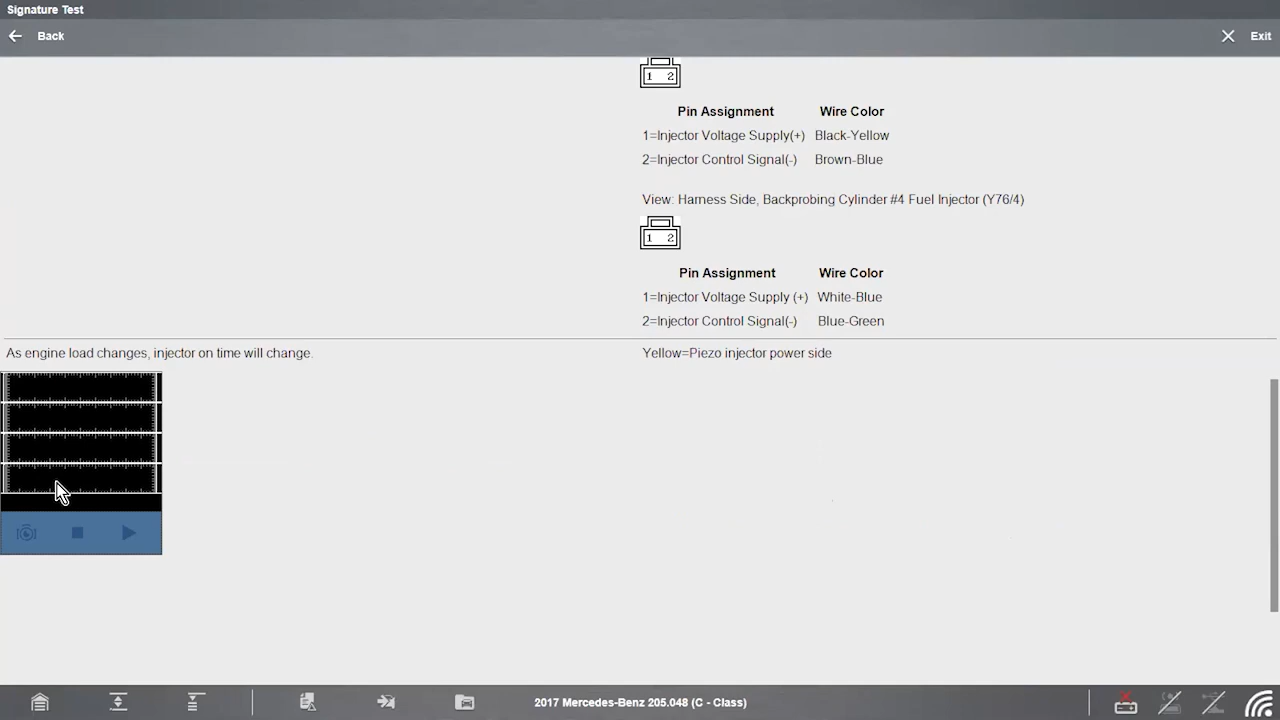 Signature Test
Back
Exit
1 2
Pin Assignment Wire Color
1=Injector Voltage Supply(+) Black-Yellow
2=Injector Control Signal(-) Brown-Blue
View: Harness Side, Backprobing Cylinder #4 Fuel Injector (Y76/4)
1 2
Pin Assignment Wire Color
1=Injector Voltage Supply (+) White-Blue
2=Injector Control Signal(-) Blue-Green
As engine load changes, injector on time will change.
Yellow=Piezo injector power side
2017 Mercedes-Benz 205.048 (C - Class)